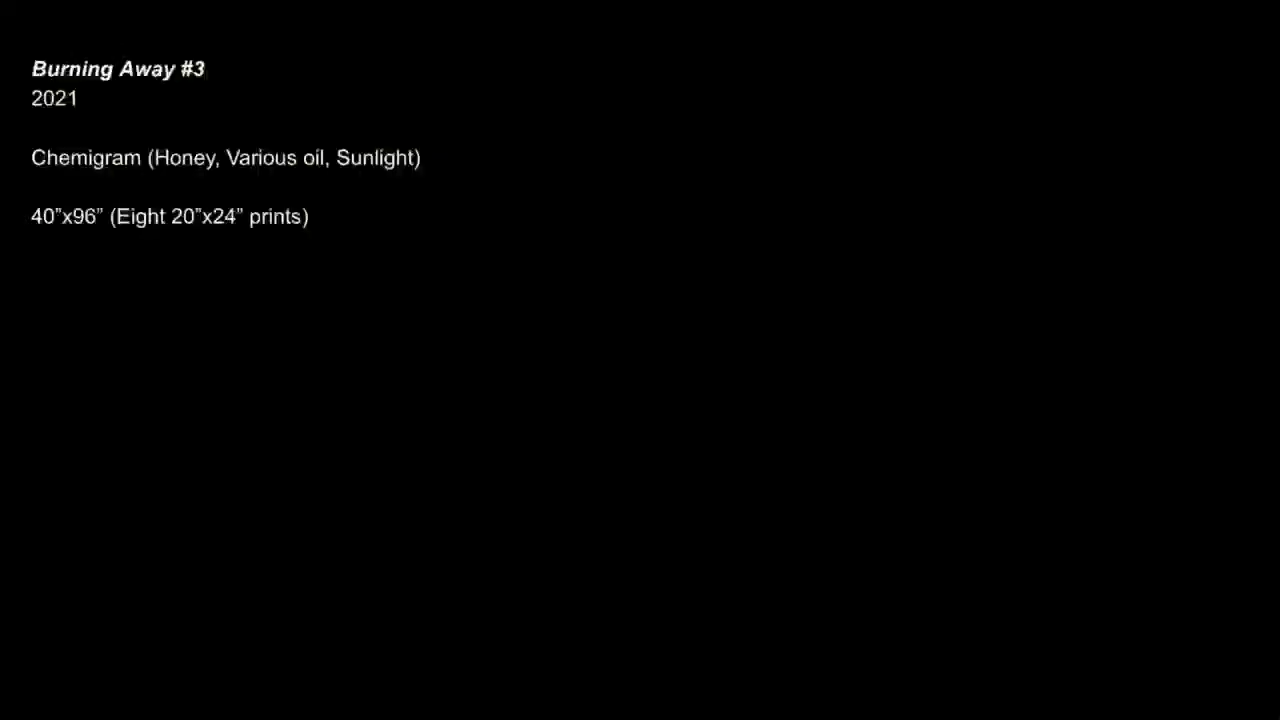 Burning Away #3
2021
Chemigram (Honey, Various oil, Sunlight)
40”x96” (Eight 20”x24” prints)